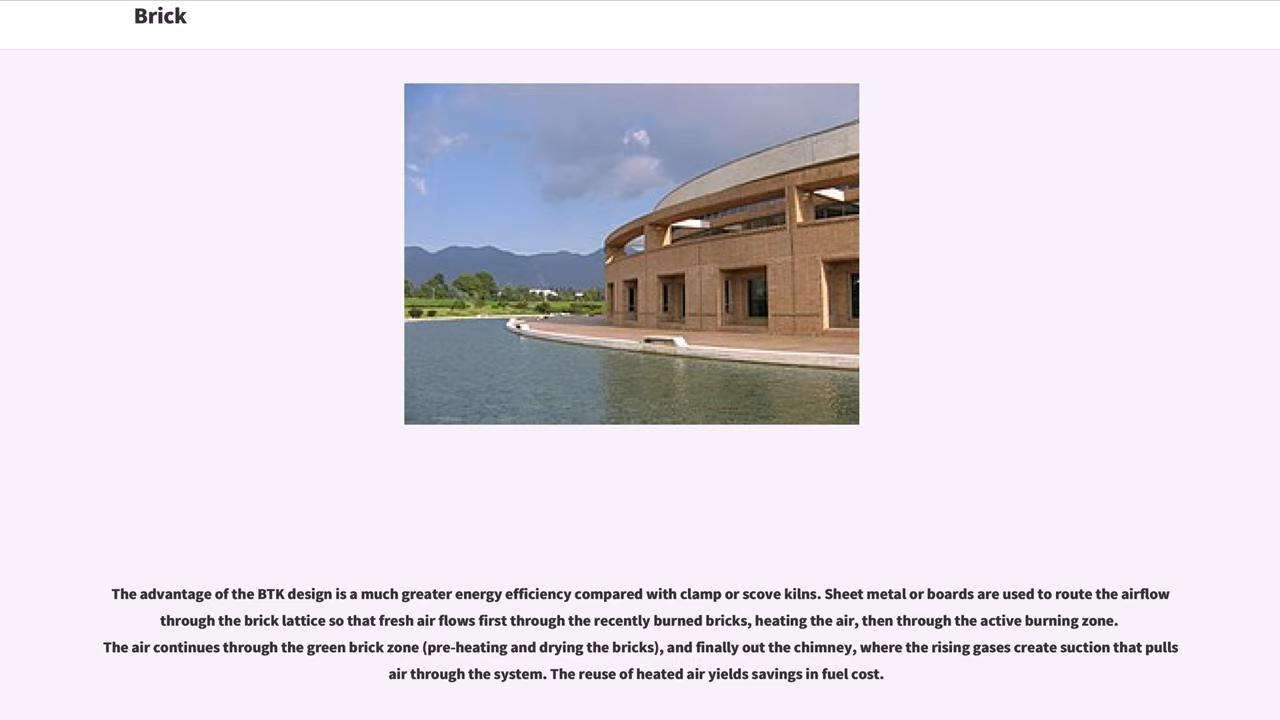 Brick
The advantage of the BTK design is a much greater energy efficiency compared with clamp or scove kilns. Sheet metal or boards are used to route the airflow
through the brick lattice so that fresh air flows first through the recently burned bricks, heating the air, then through the active burning zone.
The air continues through the green brick zone (pre-heating and drying the bricks), and finally out the chimney, where the rising gases create suction that pulls
air through the system. The reuse of heated air yields savings in fuel cost.